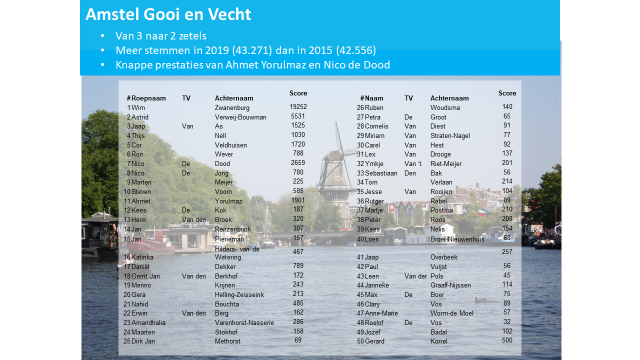 Amstel Gooi en Vecht
• Van 3 naar 2 zetels
• Meer stemmen in 2019 (43.271) dan in 2015 (42.556)
• Knappe prestaties van Ahmet Yorulmaz en Nico de Dood
# Roepnaam TV Achternaam Score
1 Wim Zwanenburg 19252
2 Astrid Verweij-Bouwman 5531
3 Jaap Van As 1525
4 Thijs Nell 1030
5 Cor Veldhuisen 1720
6 Ron Wever 788
7 Nico De Dood 2659
8 Nico De Jong 780
9 Marten Meijer 225
10 Steven Voorn 585
11 Ahmet Yorulmaz 1901
12 Kees De Kok 187
13 Henk Van den Broek 320
14 Jan Renzenbrink 307
15 Jan Pieneman 157
16 Katinka Hilders- van de Wetering 467
17 Daniël Dekker 789
18 Gerrit Jan Van den Berkhof 172
19 Menno Krijnen 243
20 Gera Helling-Zeisseink 213
21 Nahid Bouchta 485
22 Erwin Van den Berg 162
23 Amandhalia Varenhorst-Nasserie 286
24 Maarten Stokhof 158
25 Dirk Jan Methorst 69
# Naam TV Achternaam Score
26 Ruben Woudsma 140
27 Petra De Groot 65
28 Cornelis Van Diest 91
29 Miriam Van Straten-Nagel 77
30 Carel Van Hest 92
31 Lex Van Drooge 137
32 Ymkje Van 't Riet-Meijer 201
33 Sebastiaan Den Bak 56
34 Tom Verlaan 214
35 Jesse Van Rooijen 104
36 Rutger Rebel 89
37 Martje Postma 210
38 Peter Roos 208
39 Kees Nelis 154
40 Loes Broer-Nieuwenhuis 63
41 Jaap Overbeek 257
42 Paul Vuijst 56
43 Leen Van der Pols 45
44 Janneke Graaff-Nijssen 114
45 Max De Boer 75
46 Clary Vos 89
47 Anne-Marie Worm-de Moel 57
48 Roelof De Vos 32
49 Jozef Badal 102
50 Gerard Korsel 500